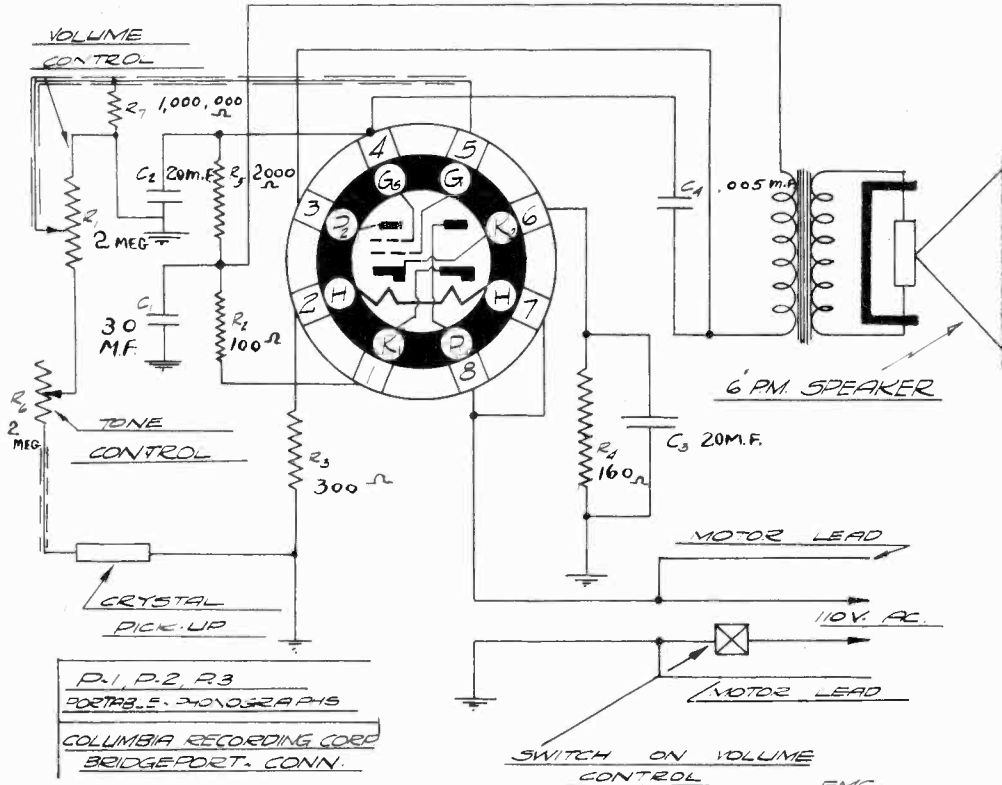 VOLUME
CONTROL
R7 1,000,000
Ω
C2 20M.F.
R5 2000
Ω
R1
2 MEG
C1
30
M.F.
R2
100 Ω
4
5
3
6
2
7
1
8
G
K2
H
H
K1
C4 .005 M.F.
6" P.M. SPEAKER
R6
2
MEG
TONE
CONTROL
R3
300 Ω
R4
160
Ω
C3 20M.F.
CRYSTAL
PICK-UP
MOTOR LEAD
110V. AC.
MOTOR LEAD
P-1, P-2, P-3
PORTABLE-PHONOGRAPHS
COLUMBIA RECORDING CORP
BRIDGEPORT. CONN.
SWITCH ON VOLUME
CONTROL